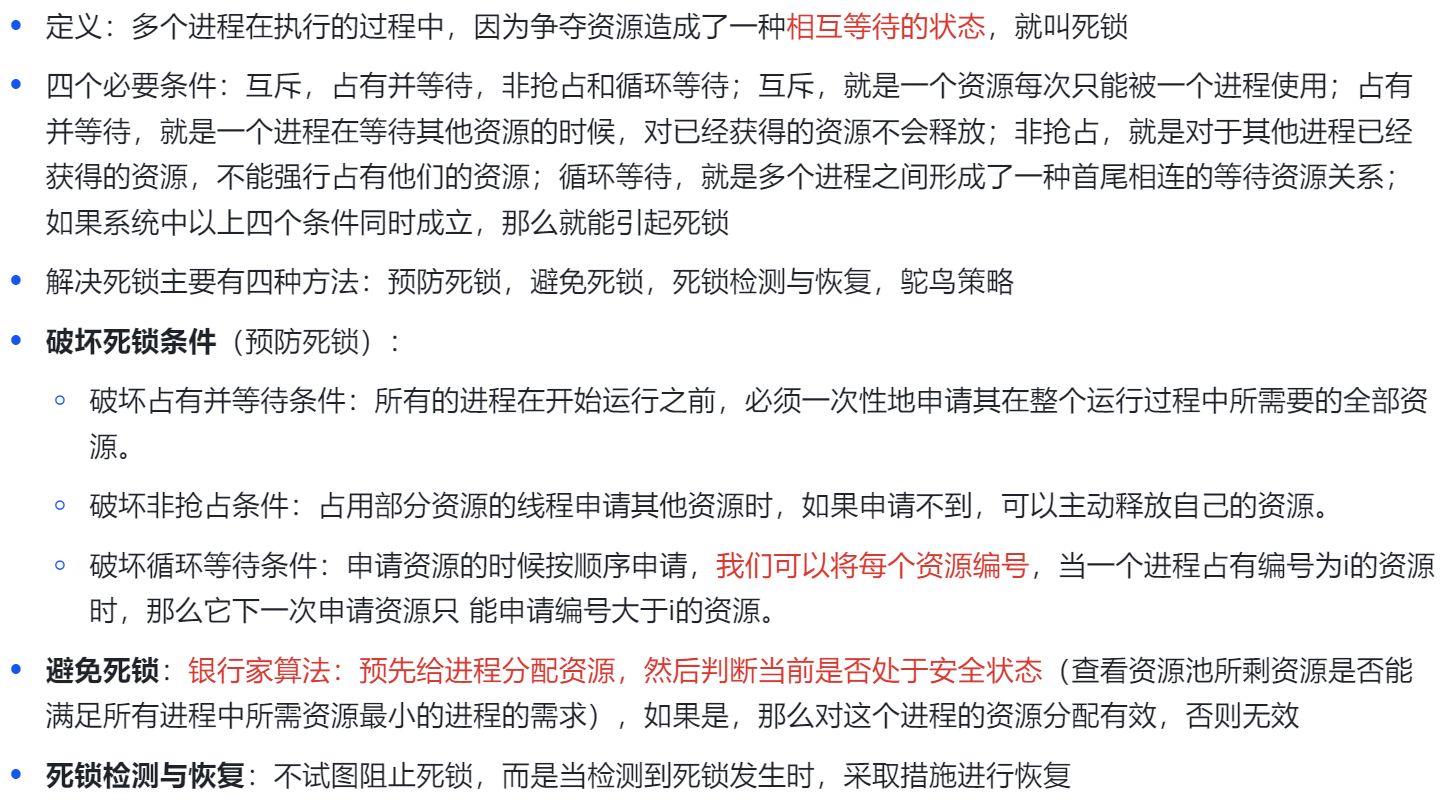 定义：多个进程在执行的过程中，因为争夺资源造成了一种相互等待的状态，就叫死锁
四个必要条件：互斥，占有并等待，非抢占和循环等待；互斥，就是一个资源每次只能被一个进程使用；占有
并等待，就是一个进程在等待其他资源的时候，对已经获得的资源不会释放；非抢占，就是对于其他进程已经
获得的资源，不能强行占有他们的资源；循环等待，就是多个进程之间形成了一种首尾相连的等待资源关系；
如果系统中以上四个条件同时成立，那么就能引起死锁
解决死锁主要有四种方法：预防死锁，避免死锁，死锁检测与恢复，鸵鸟策略
破坏死锁条件（预防死锁）：
破坏占有并等待条件：所有的进程在开始运行之前，必须一次性地申请其在整个运行过程中所需要的全部资
源。
破坏非抢占条件：占用部分资源的线程申请其他资源时，如果申请不到，可以主动释放自己的资源。
破坏循环等待条件：申请资源的时候按顺序申请，我们可以将每个资源编号，当一个进程占有编号为i的资源
时，那么它下一次申请资源只 能申请编号大于i的资源。
避免死锁：银行家算法：预先给进程分配资源，然后判断当前是否处于安全状态（查看资源池所剩资源是否能
满足所有进程中所需资源最小的进程的需求），如果是，那么对这个进程的资源分配有效，否则无效
死锁检测与恢复：不试图阻止死锁，而是当检测到死锁发生时，采取措施进行恢复